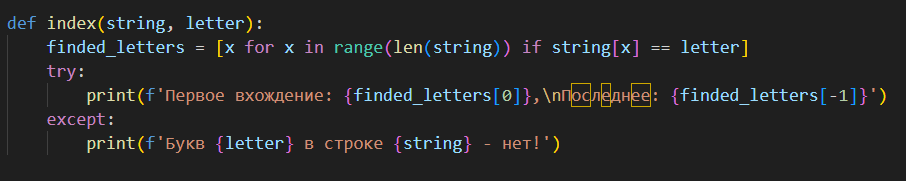 def index(string, letter):
    finded_letters = [x for x in range(len(string)) if string[x] == letter]
    try:
        print(f'Первое вхождение: {finded_letters[0]},\nПоследнее: {finded_letters[-1]}')
    except:
        print(f'Букв {letter} в строке {string} - нет!')